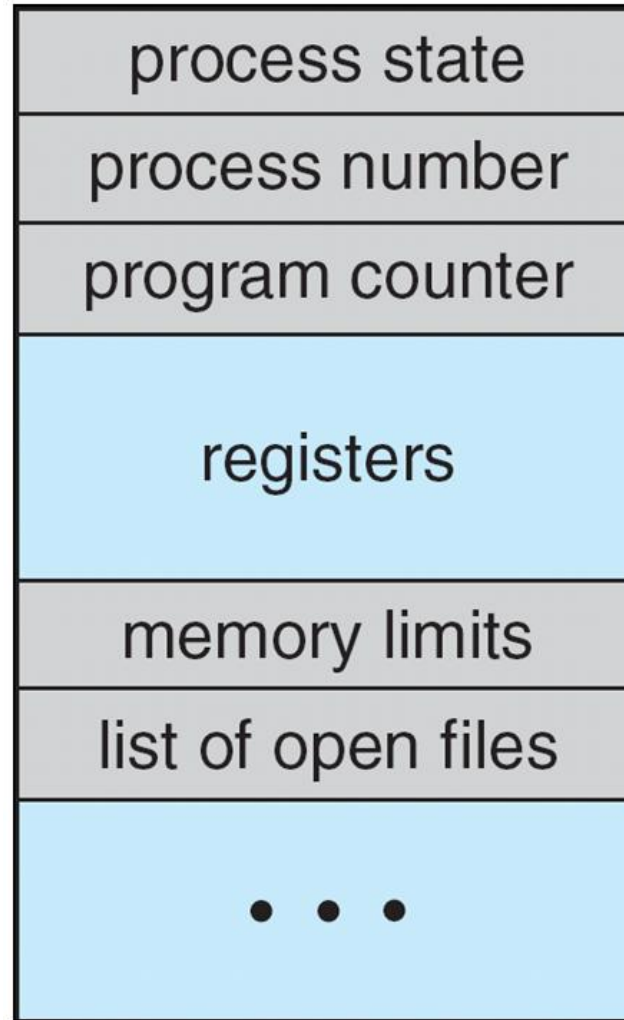 process state
process number
program counter
registers
memory limits
list of open files
• • •